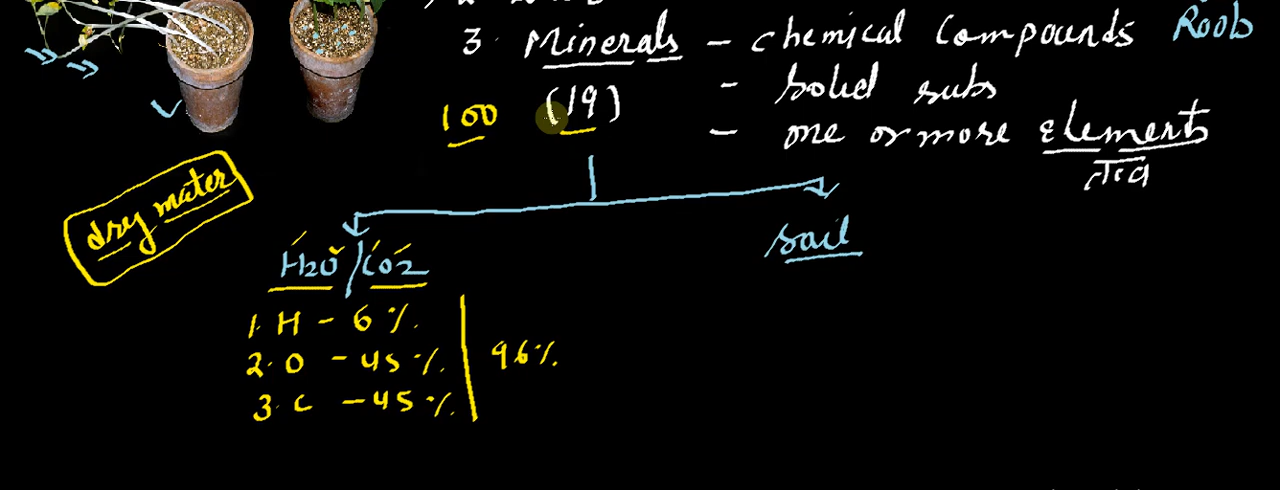 3. Minerals - chemical compounds Roots
100 (19) - Solid subs
- one or more elements
dry mater
H2O/CO2 Soil
1. H - 6%
2. O - 45% 96%
3. C - 45%